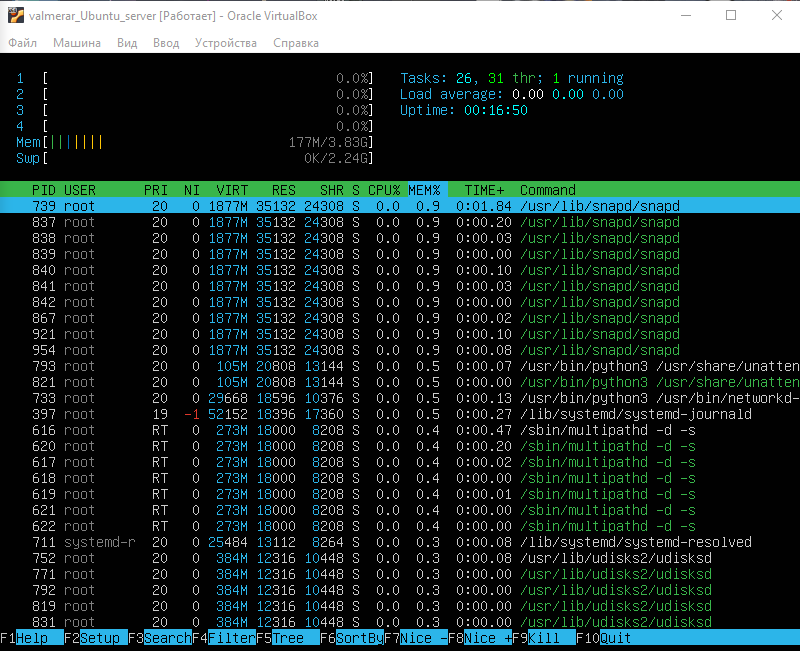 valmerar_Ubuntu_server [Работает] - Oracle VirtualBox
Файл Машина Вид Ввод Устройства Справка
1 [ 0.0%] Tasks: 26, 31 thr; 1 running
2 [ 0.0%] Load average: 0.00 0.00 0.00
3 [ 0.0%] Uptime: 00:16:50
4 [ 0.0%]
Mem[||||||| 177M/3.83G]
Swp[ 0K/2.24G]
PID USER PRI NI VIRT RES SHR S CPU% MEM% TIME+ Command
739 root 20 0 1877M 35132 24308 S 0.0 0.9 0:01.84 /usr/lib/snapd/snapd
837 root 20 0 1877M 35132 24308 S 0.0 0.9 0:00.20 /usr/lib/snapd/snapd
838 root 20 0 1877M 35132 24308 S 0.0 0.9 0:00.03 /usr/lib/snapd/snapd
839 root 20 0 1877M 35132 24308 S 0.0 0.9 0:00.00 /usr/lib/snapd/snapd
840 root 20 0 1877M 35132 24308 S 0.0 0.9 0:00.10 /usr/lib/snapd/snapd
841 root 20 0 1877M 35132 24308 S 0.0 0.9 0:00.03 /usr/lib/snapd/snapd
842 root 20 0 1877M 35132 24308 S 0.0 0.9 0:00.00 /usr/lib/snapd/snapd
867 root 20 0 1877M 35132 24308 S 0.0 0.9 0:00.02 /usr/lib/snapd/snapd
921 root 20 0 1877M 35132 24308 S 0.0 0.9 0:00.10 /usr/lib/snapd/snapd
954 root 20 0 1877M 35132 24308 S 0.0 0.9 0:00.08 /usr/lib/snapd/snapd
793 root 20 0 105M 20808 13144 S 0.0 0.5 0:00.07 /usr/bin/python3 /usr/share/unatten
821 root 20 0 105M 20808 13144 S 0.0 0.5 0:00.00 /usr/bin/python3 /usr/share/unatten
733 root 20 0 29668 18596 10376 S 0.0 0.5 0:00.13 /usr/bin/python3 /usr/bin/networkd-
397 root 19 -1 52152 18396 17360 S 0.0 0.5 0:00.27 /lib/systemd/systemd-journald
616 root RT 0 273M 18000 8208 S 0.0 0.4 0:00.47 /sbin/multipathd -d -s
620 root RT 0 273M 18000 8208 S 0.0 0.4 0:00.20 /sbin/multipathd -d -s
617 root RT 0 273M 18000 8208 S 0.0 0.4 0:00.02 /sbin/multipathd -d -s
618 root RT 0 273M 18000 8208 S 0.0 0.4 0:00.00 /sbin/multipathd -d -s
619 root RT 0 273M 18000 8208 S 0.0 0.4 0:00.01 /sbin/multipathd -d -s
621 root RT 0 273M 18000 8208 S 0.0 0.4 0:00.00 /sbin/multipathd -d -s
622 root RT 0 273M 18000 8208 S 0.0 0.4 0:00.00 /sbin/multipathd -d -s
711 systemd-r 20 0 25484 13112 8264 S 0.0 0.3 0:00.08 /lib/systemd/systemd-resolved
752 root 20 0 384M 12316 10448 S 0.0 0.3 0:00.08 /usr/lib/udisks2/udisksd
771 root 20 0 384M 12316 10448 S 0.0 0.3 0:00.00 /usr/lib/udisks2/udisksd
792 root 20 0 384M 12316 10448 S 0.0 0.3 0:00.00 /usr/lib/udisks2/udisksd
819 root 20 0 384M 12316 10448 S 0.0 0.3 0:00.00 /usr/lib/udisks2/udisksd
831 root 20 0 384M 12316 10448 S 0.0 0.3 0:00.00 /usr/lib/udisks2/udisksd
F1Help F2Setup F3SearchF4FilterF5Tree F6SortByF7Nice -F8Nice +F9Kill F10Quit